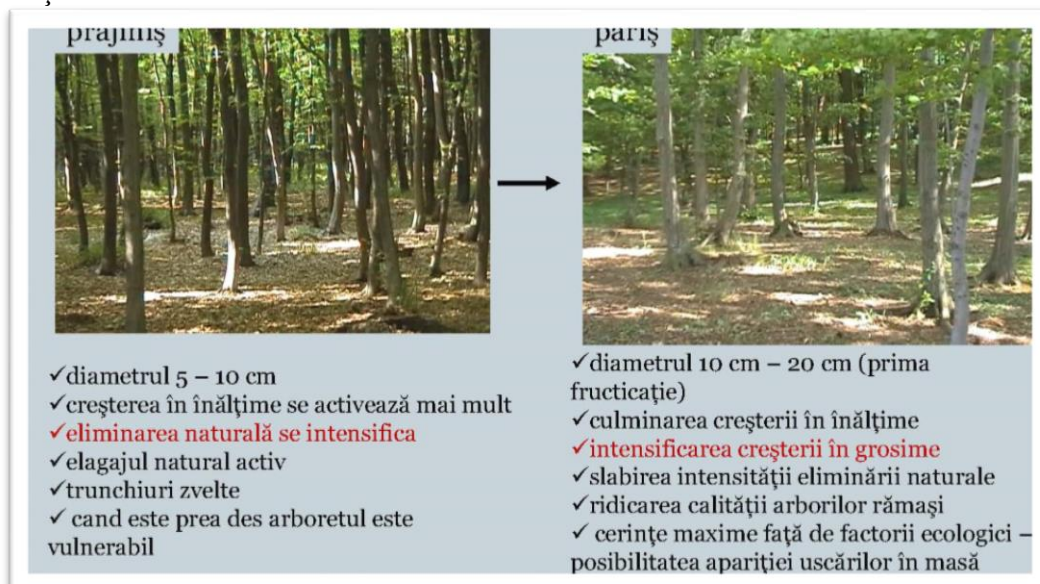 prăjiniş
✓diametrul 5 – 10 cm
✓creşterea în înălţime se activează mai mult
✓eliminarea naturală se intensifica
✓elagajul natural activ
✓trunchiuri zvelte
✓ cand este prea des arboretul este
vulnerabil
păriş
✓diametrul 10 cm – 20 cm (prima
fructicaţie)
✓culminarea creşterii în înălţime
✓intensificarea creşterii în grosime
✓slabirea intensităţii eliminării naturale
✓ridicarea calităţii arborilor rămaşi
✓ cerinţe maxime faţă de factorii ecologici –
posibilitatea apariţiei uscărilor în masă